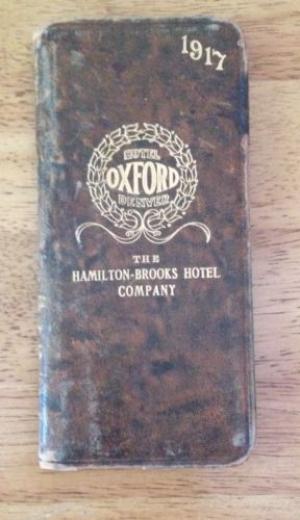 1917
HOTEL
OXFORD
DENVER
THE
HAMILTON-BROOKS HOTEL
COMPANY